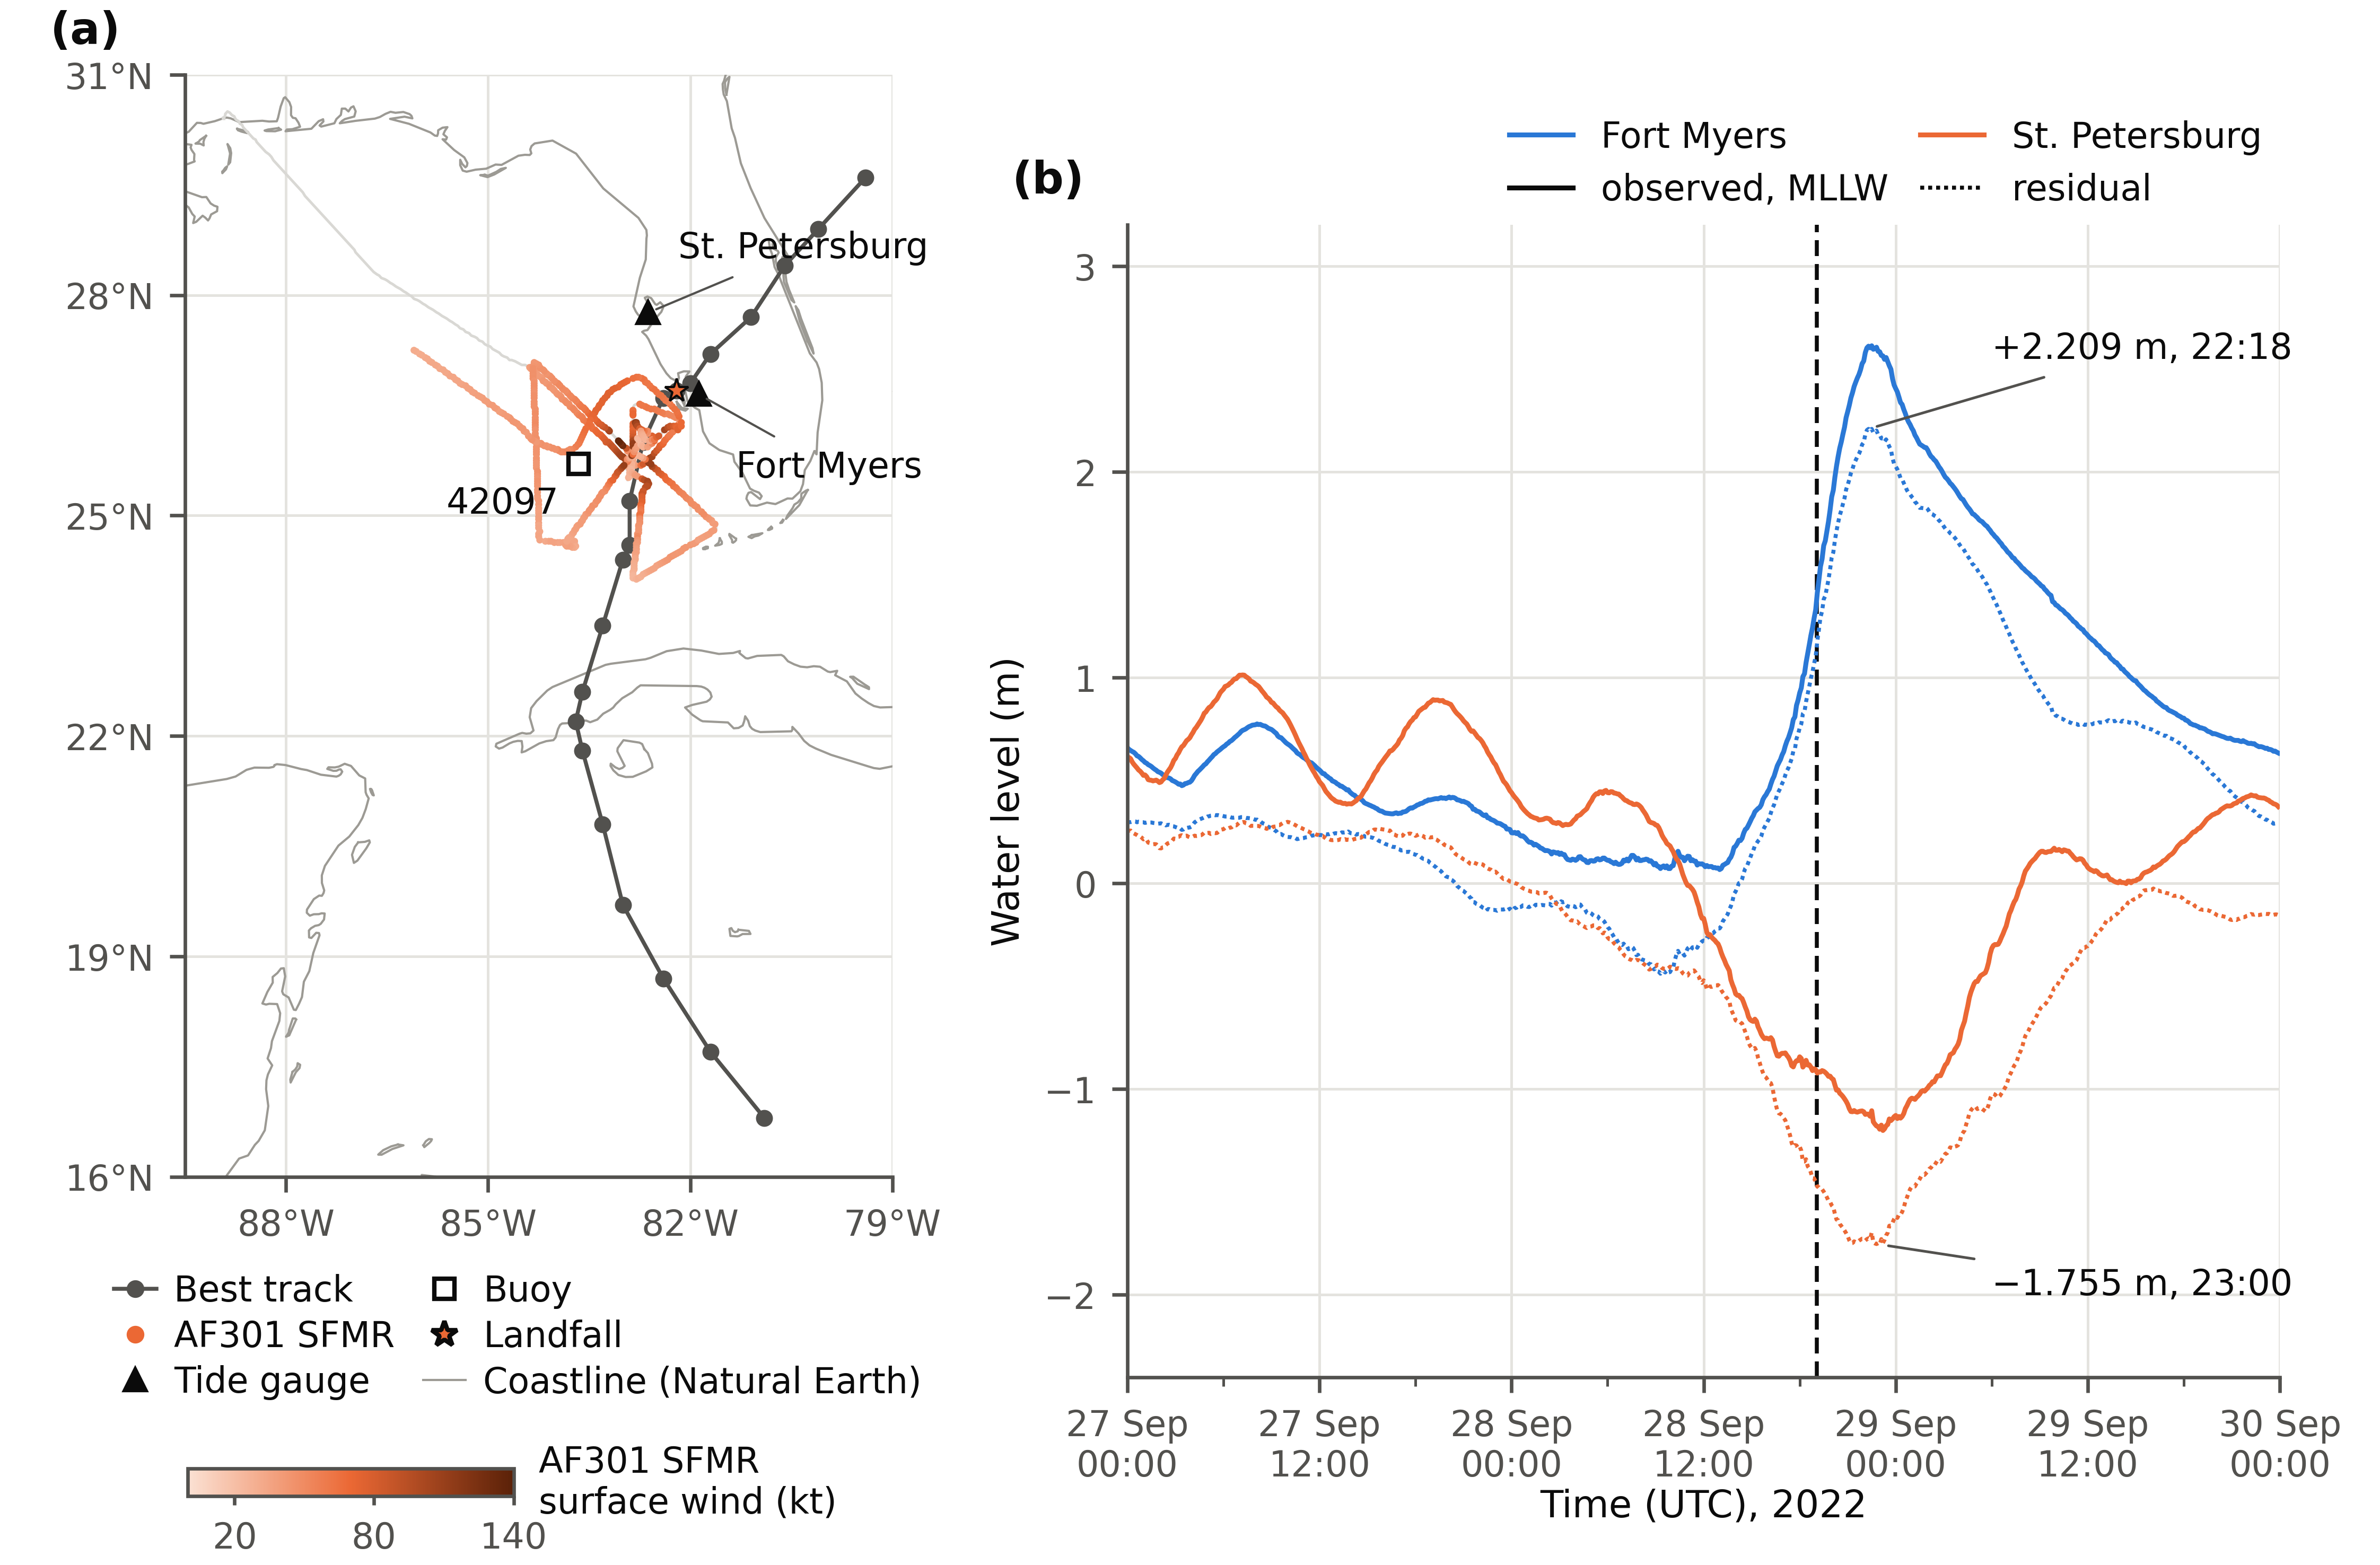 (a)
31°N
28°N
25°N
22°N
19°N
16°N
88°W
85°W
82°W
79°W
St. Petersburg
Fort Myers
42097
Best track
AF301 SFMR
Tide gauge
Buoy
Landfall
Coastline (Natural Earth)
20
80
140
AF301 SFMR
surface wind (kt)
(b)
Fort Myers
observed, MLLW
St. Petersburg
residual
Water level (m)
3
2
1
0
−1
−2
+2.209 m, 22:18
−1.755 m, 23:00
27 Sep
00:00
27 Sep
12:00
28 Sep
00:00
28 Sep
12:00
29 Sep
00:00
29 Sep
12:00
30 Sep
00:00
Time (UTC), 2022